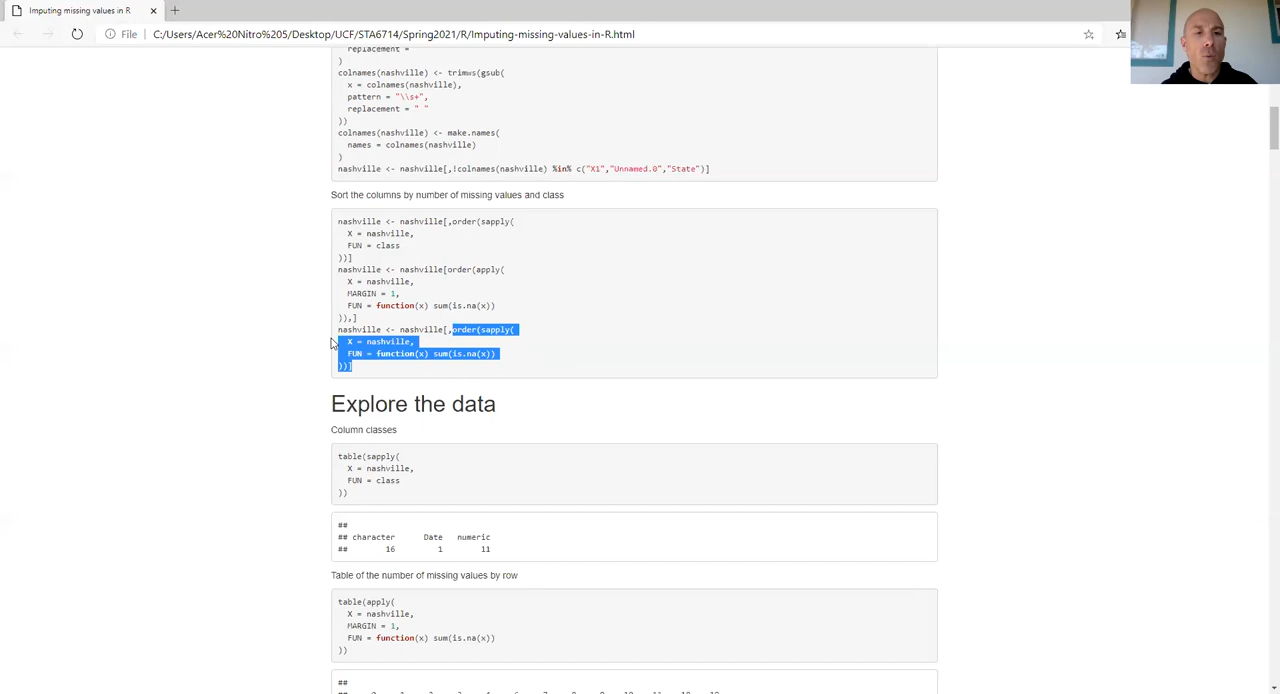 Imputing missing values in R
File
C:/Users/Acer%20Nitro%205/Desktop/UCF/STA6714/Spring2021/R/Imputing-missing-values-in-R.html
replacement = "
)
colnames(nashville) <- trimws(gsub(
x = colnames(nashville),
pattern = "\\s+",
replacement = " "
))
colnames(nashville) <- make.names(
names = colnames(nashville)
)
nashville <- nashville[,!colnames(nashville) %in% c("X1","Unnamed.0","State")]
Sort the columns by number of missing values and class
nashville <- nashville[,order(sapply(
X = nashville,
FUN = class
))]
nashville <- nashville[order(apply(
X = nashville,
MARGIN = 1,
FUN = function(x) sum(is.na(x))
)),]
nashville <- nashville[,order(sapply(
X = nashville,
FUN = function(x) sum(is.na(x))
))]
Explore the data
Column classes
table(sapply(
X = nashville,
FUN = class
))
##
## character Date numeric
## 16 1 11
Table of the number of missing values by row
table(apply(
X = nashville,
MARGIN = 1,
FUN = function(x) sum(is.na(x))
))
##